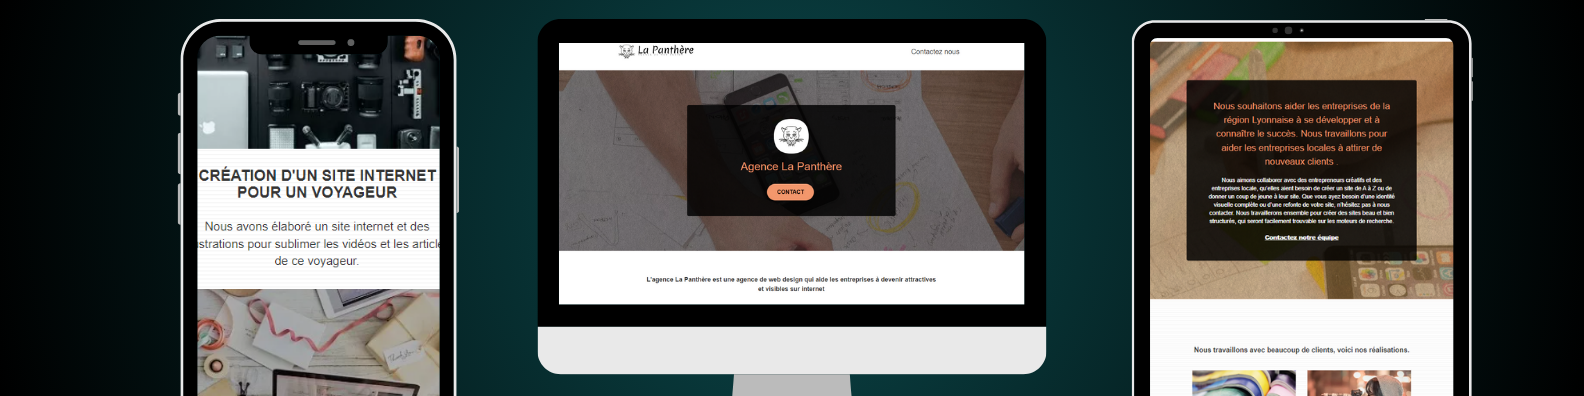 CRÉATION D'UN SITE INTERNET
POUR UN VOYAGEUR
Nous avons élaboré un site internet et des
strations pour sublimer les vidéos et les article
de ce voyageur.
La Panthère
Contactez nous
Agence La Panthère
CONTACT
L'agence La Panthère est une agence de web design qui aide les entreprises à devenir attractives
et visibles sur internet
Nous souhaitons aider les entreprises de la
région Lyonnaise à se développer et à
connaître le succès. Nous travaillons pour
aider les entreprises locales à attirer de
nouveaux clients.
Nous aimons collaborer avec des entrepreneurs créatifs et des
entreprises locale, qu'elles aient besoin de créer un site de A à Z ou de
donner un coup de jeune à leur site. Que vous ayez besoin d'une identité
visuelle complète ou d'une refonte de votre site, n'hésitez pas à nous
contacter. Nous travaillerons ensemble pour créer des sites beau et bien
structurés, qui seront facilement trouvable sur les moteurs de recherche.
Contactez notre équipe
Nous travaillons avec beaucoup de clients, voici nos réalisations.